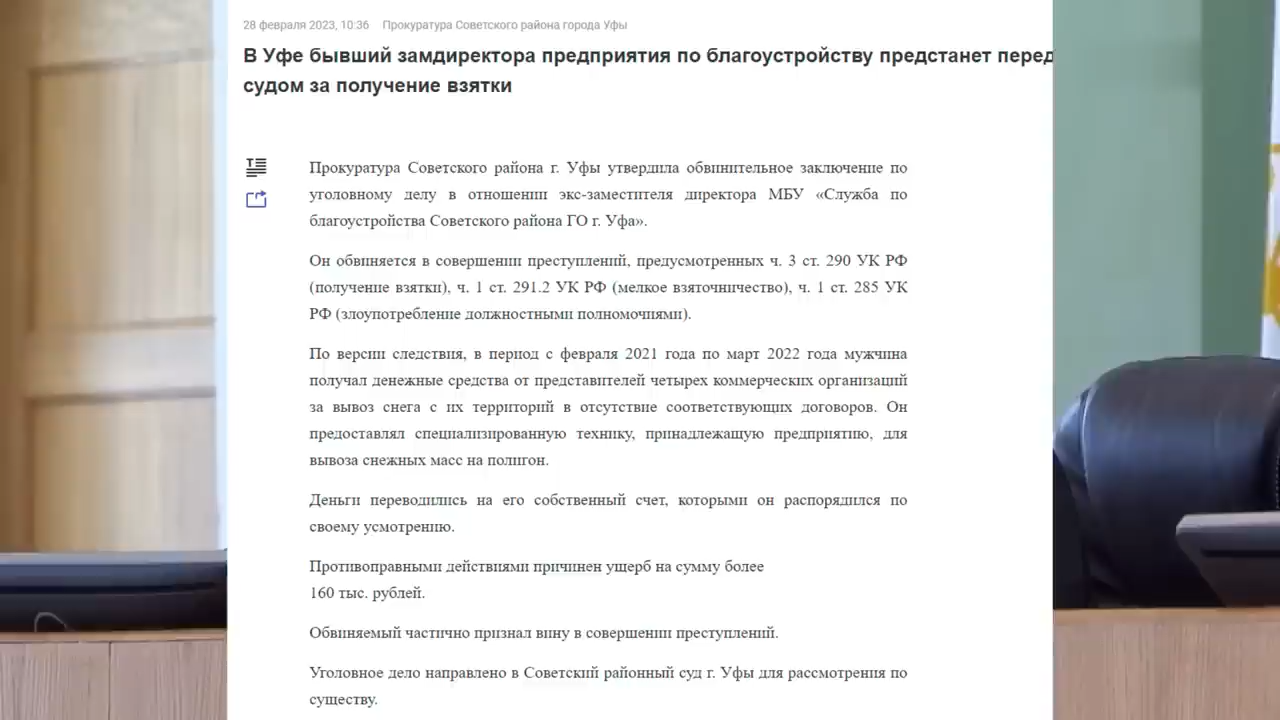 28 февраля 2023, 10:36 Прокуратура Советского района города Уфы
В Уфе бывший замдиректора предприятия по благоустройству предстанет перед
судом за получение взятки
Прокуратура Советского района г. Уфы утвердила обвинительное заключение по
уголовному делу в отношении экс-заместителя директора МБУ «Служба по
благоустройства Советского района ГО г. Уфа».
Он обвиняется в совершении преступлений, предусмотренных ч. 3 ст. 290 УК РФ
(получение взятки), ч. 1 ст. 291.2 УК РФ (мелкое взяточничество), ч. 1 ст. 285 УК
РФ (злоупотребление должностными полномочиями).
По версии следствия, в период с февраля 2021 года по март 2022 года мужчина
получал денежные средства от представителей четырех коммерческих организаций
за вывоз снега с их территорий в отсутствие соответствующих договоров. Он
предоставлял специализированную технику, принадлежащую предприятию, для
вывоза снежных масс на полигон.
Деньги переводились на его собственный счет, которыми он распорядился по
своему усмотрению.
Противоправными действиями причинен ущерб на сумму более
160 тыс. рублей.
Обвиняемый частично признал вину в совершении преступлений.
Уголовное дело направлено в Советский районный суд г. Уфы для рассмотрения по
существу.